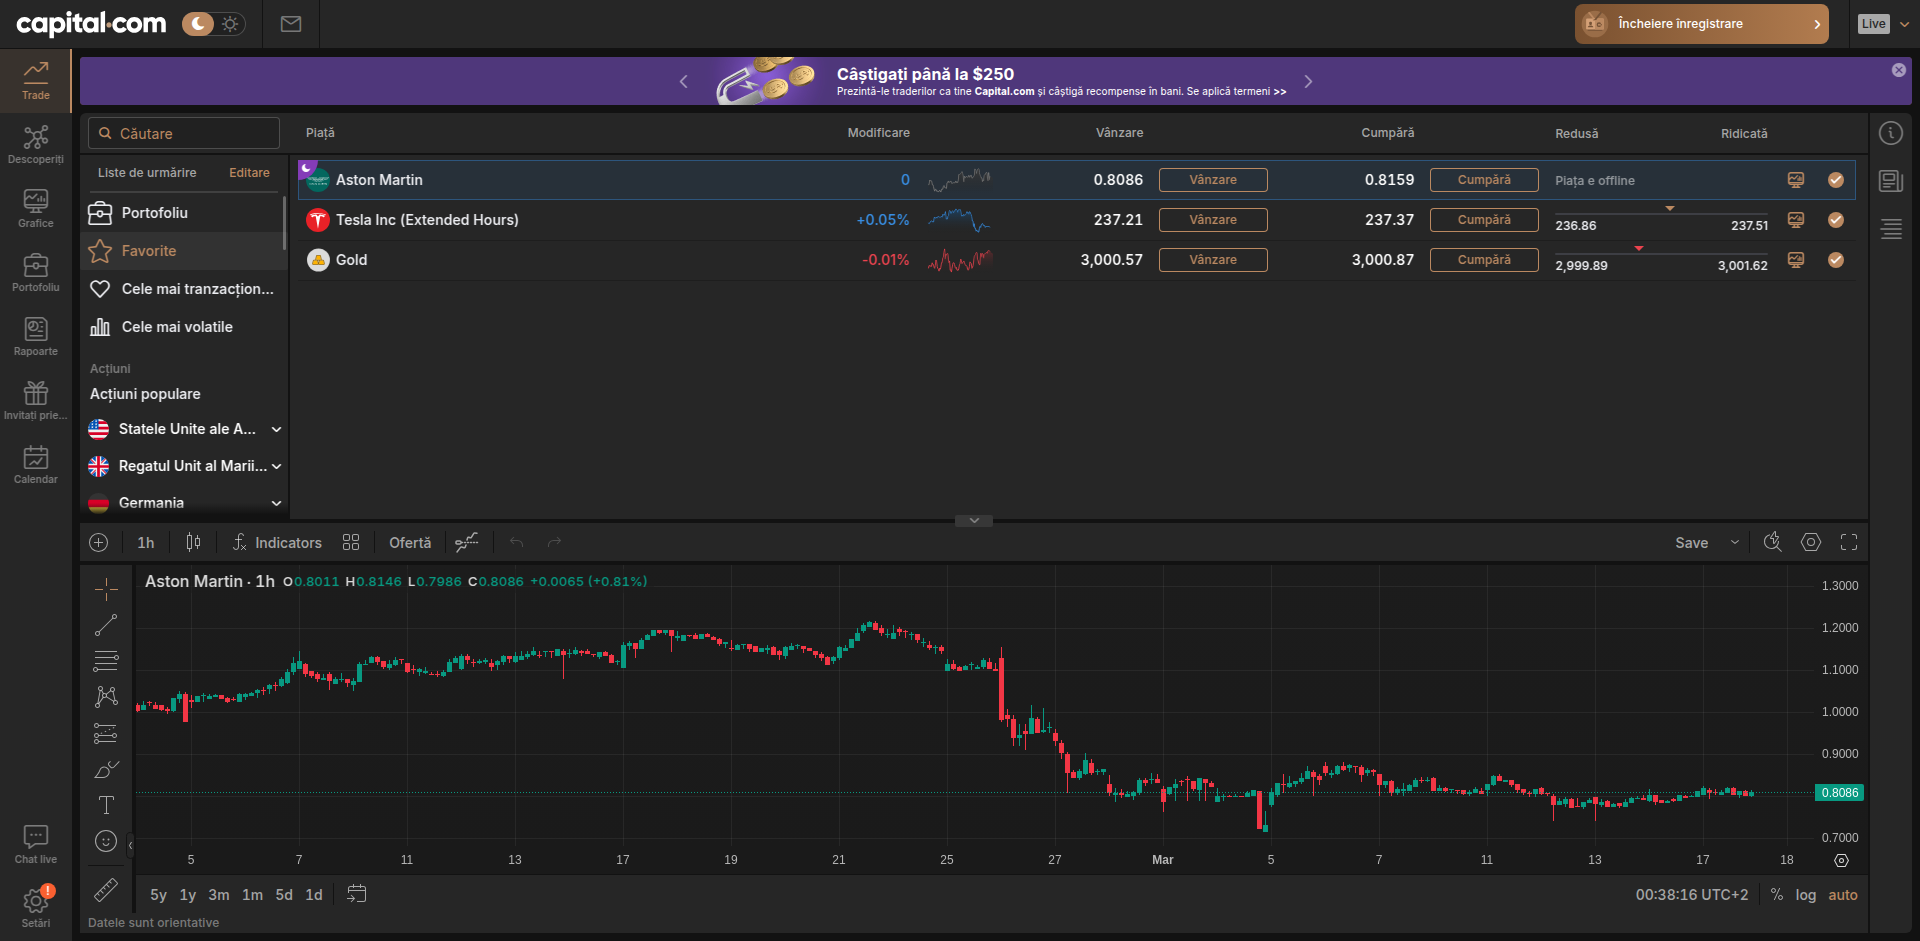 capital.com
Încheiere înregistrare
Live
Trade
Descoperiți
Grafice
Portofoliu
Rapoarte
Invitați prie...
Calendar
Chat live
Setări
Câștigați până la $250
Prezintă-le traderilor ca tine Capital.com și câștigă recompense în bani. Se aplică termeni >>
Căutare
Piață Modificare Vânzare Cumpără Redusă Ridicată
Liste de urmărire Editare
Portofoliu
Favorite
Cele mai tranzacțion...
Cele mai volatile
Acțiuni
Acțiuni populare
Statele Unite ale A...
Regatul Unit al Marii...
Germania
Aston Martin 0 0.8086 Vânzare 0.8159 Cumpără Piața e offline
Tesla Inc (Extended Hours) +0.05% 237.21 Vânzare 237.37 Cumpără 236.86 237.51
Gold -0.01% 3,000.57 Vânzare 3,000.87 Cumpără 2,999.89 3,001.62
1h Indicators Ofertă Save
Aston Martin · 1h O0.8011 H0.8146 L0.7986 C0.8086 +0.0065 (+0.81%)
1.3000
1.2000
1.1000
1.0000
0.9000
0.8086
0.7000
5 7 11 13 17 19 21 25 27 Mar 5 7 11 13 17 18
5y 1y 3m 1m 5d 1d 00:38:16 UTC+2 % log auto
Datele sunt orientative